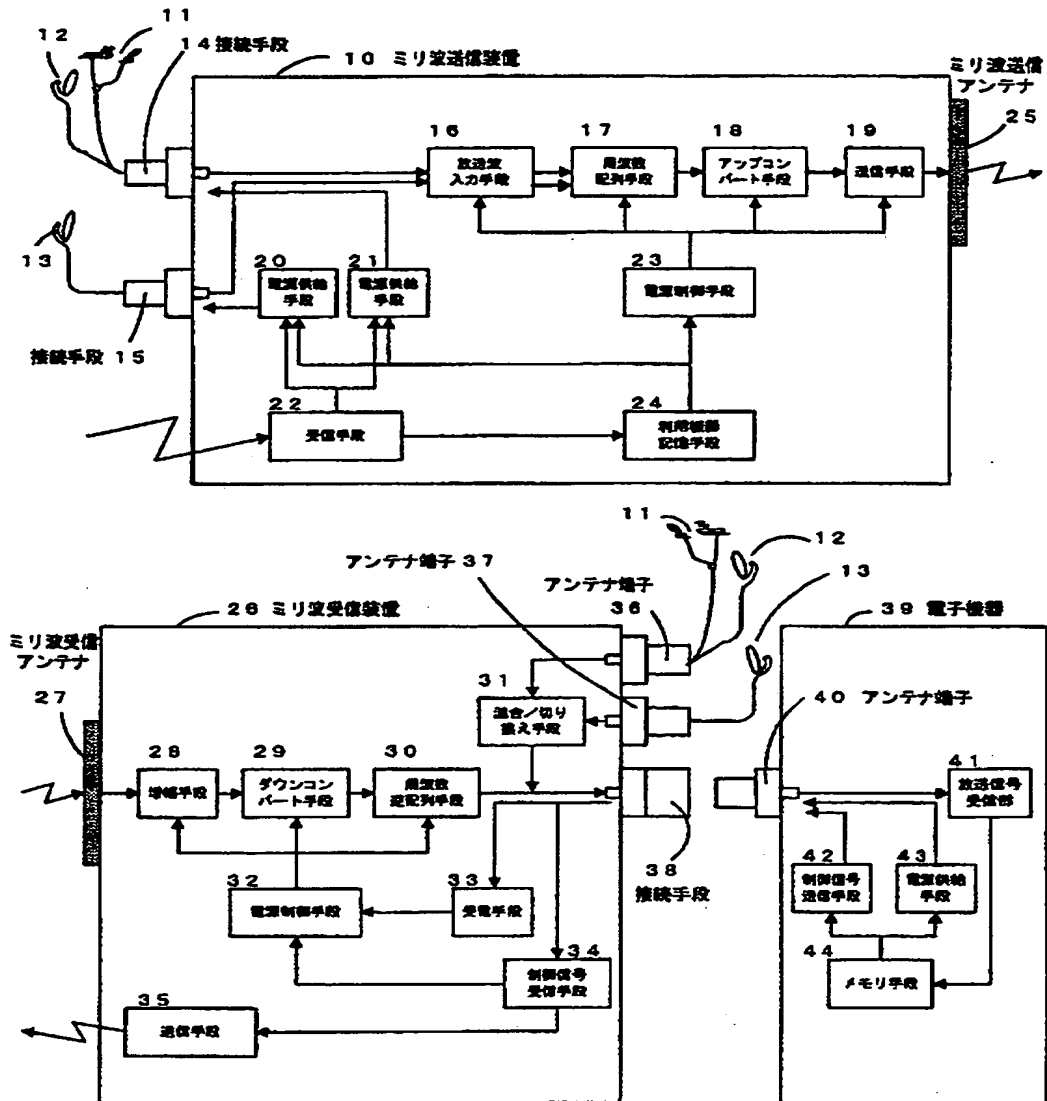 11
12
14 接続手段
10 ミリ波送信装置
ミリ波送信
アンテナ
25
16
放送波
入力手段
17
周波数
配列手段
18
アップコン
バート手段
19
送信手段
13
20
電源供給
手段
21
電源供給
手段
23
電源制御手段
接続手段 15
22
受信手段
24
利用機器
記憶手段
11
12
アンテナ端子 37
アンテナ端子
36
13
26 ミリ波受信装置
39 電子機器
ミリ波受信
アンテナ
27
31
混合/切り
換え手段
40 アンテナ端子
28
増幅手段
29
ダウンコン
バート手段
30
周波数
逆配列手段
41
放送信号
受信部
38
接続手段
42
制御信号
送信手段
43
電源供給
手段
32
電源制御手段
33
受電手段
44
メモリ手段
34
制御信号
受信手段
35
送信手段